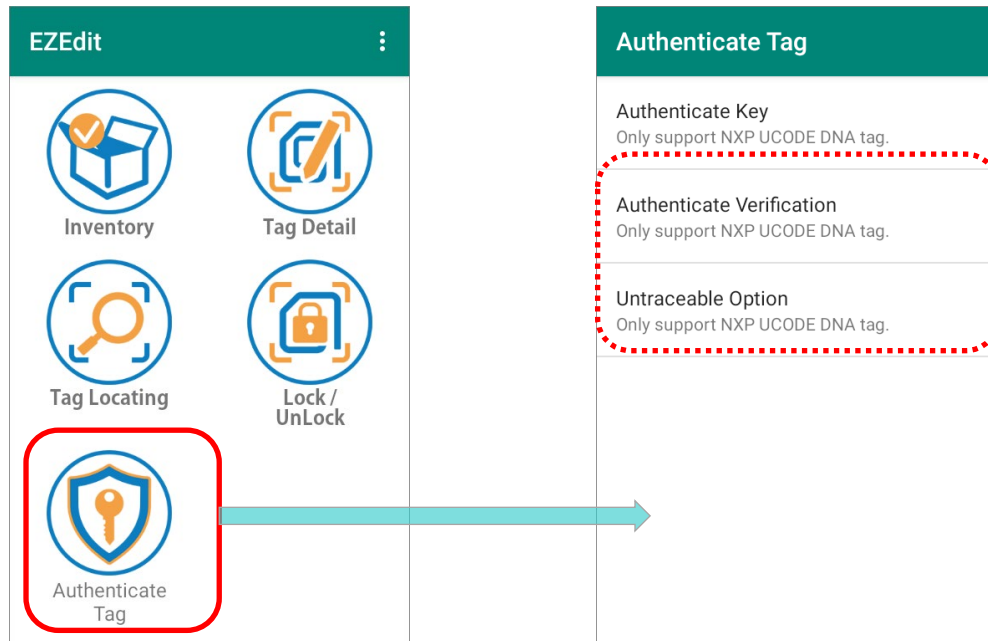 EZEdit
Inventory
Tag Detail
Tag Locating
Lock /
UnLock
Authenticate
Tag
Authenticate Tag
Authenticate Key
Only support NXP UCODE DNA tag.
Authenticate Verification
Only support NXP UCODE DNA tag.
Untraceable Option
Only support NXP UCODE DNA tag.